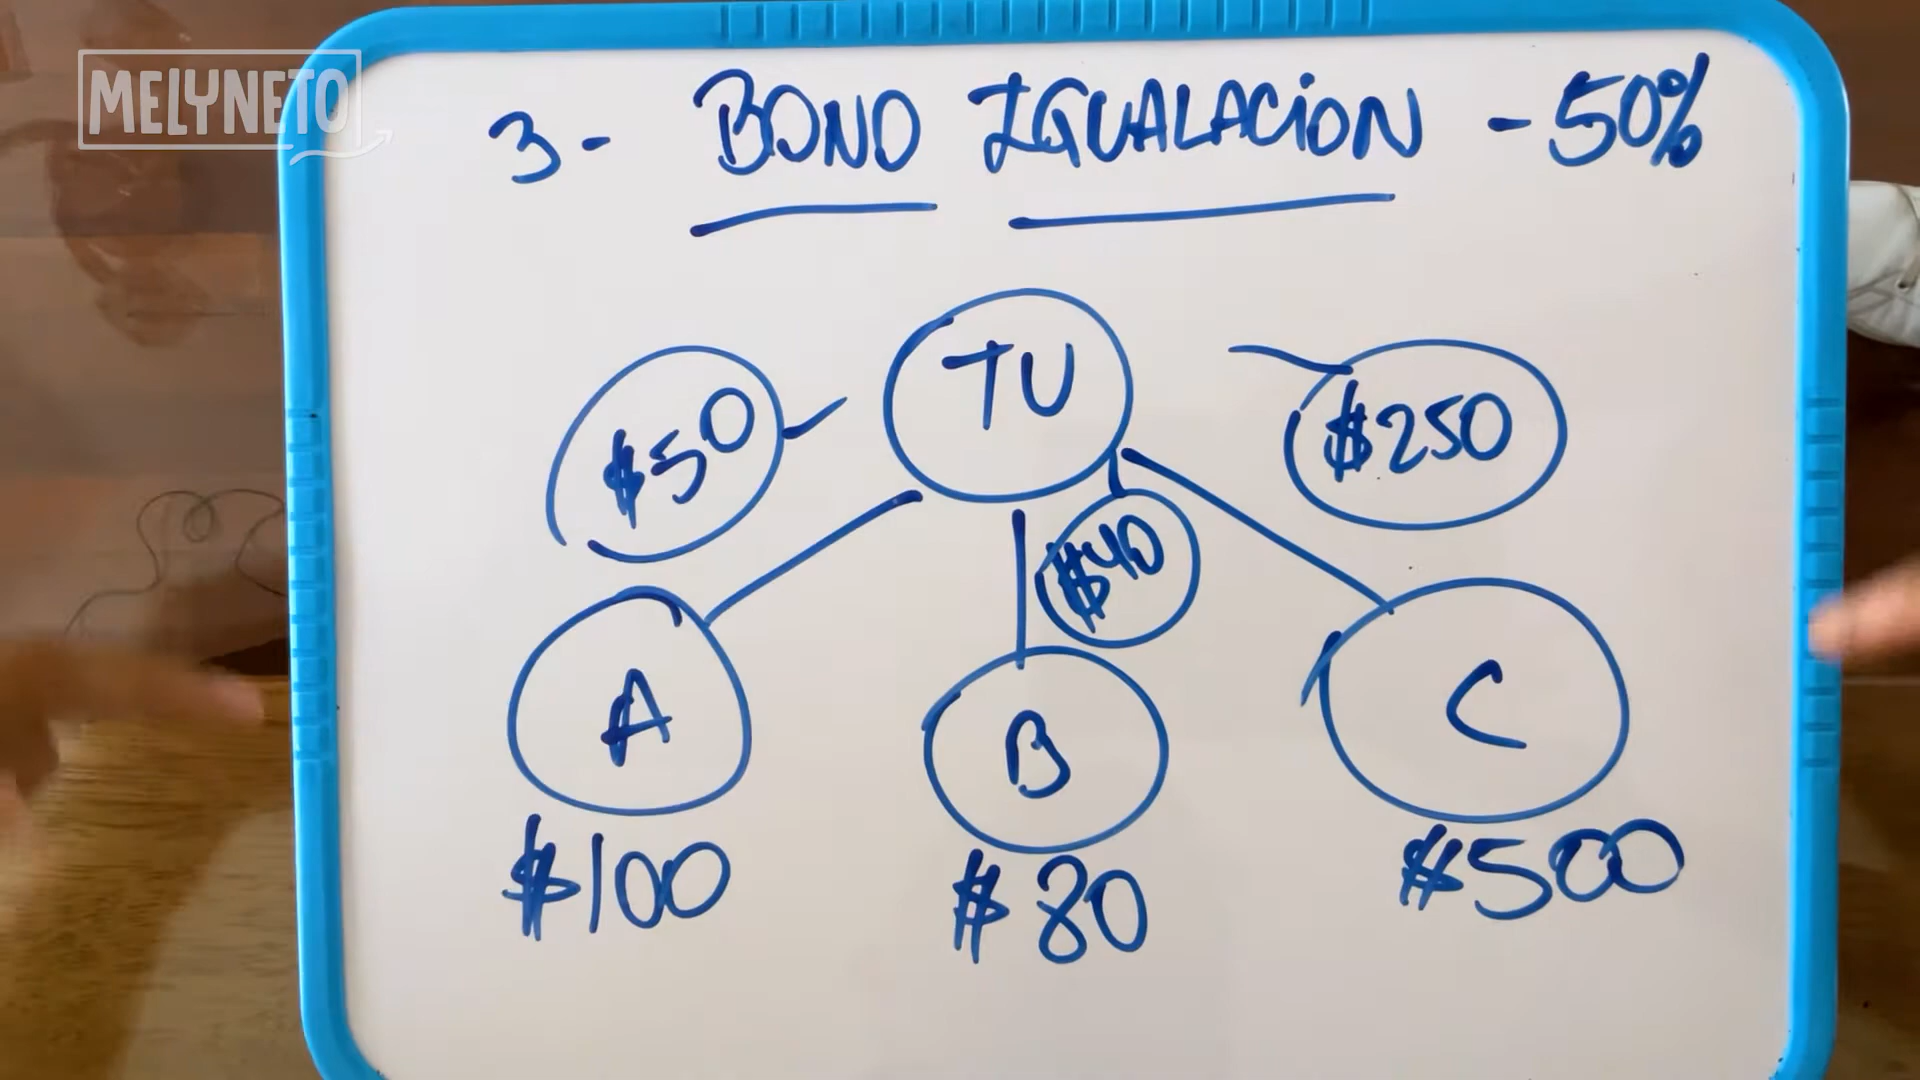 MELYNETO
3- BONO IGUALACION - 50%
TU
$50
$250
$40
A
B
C
$100
$80
$500